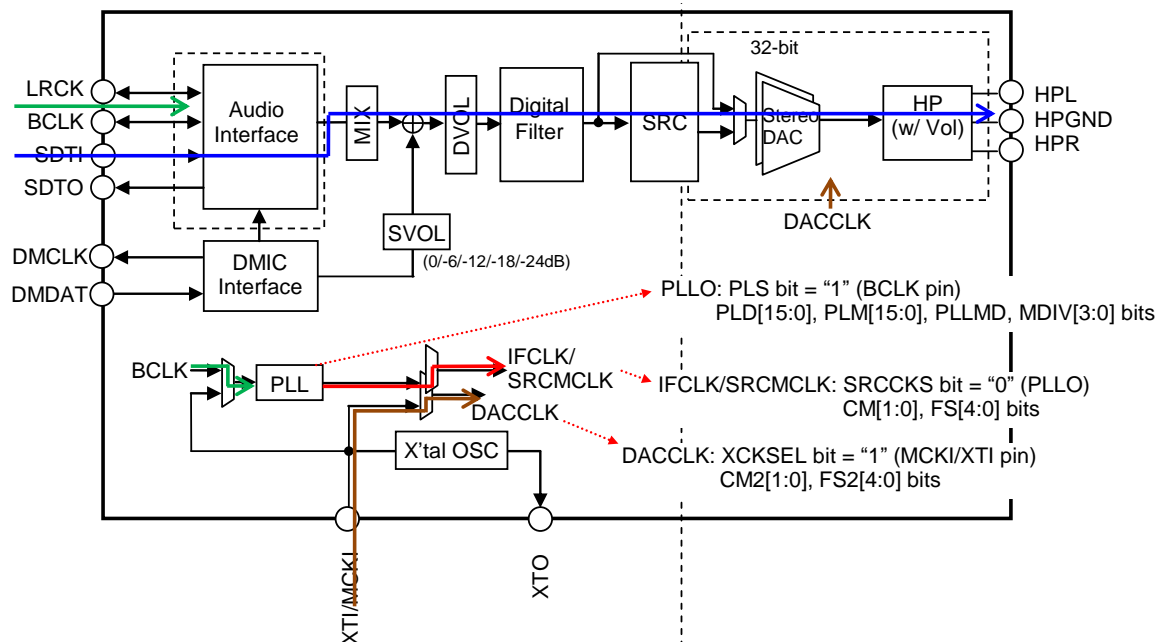 32-bit
LRCK
BCLK
SDTI
SDTO
DMCLK
DMDAT
Audio
Interface
MIX
DVOL
Digital
Filter
SRC
Stereo
DAC
HP
(w/ Vol)
HPL
HPGND
HPR
DACCLK
SVOL
(0/-6/-12/-18/-24dB)
DMIC
Interface
PLLO: PLS bit = “1” (BCLK pin)
PLD[15:0], PLM[15:0], PLLMD, MDIV[3:0] bits
BCLK
PLL
IFCLK/
SRCMCLK
DACCLK
IFCLK/SRCMCLK: SRCCKS bit = “0” (PLLO)
CM[1:0], FS[4:0] bits
X'tal OSC
DACCLK: XCKSEL bit = “1” (MCKI/XTI pin)
CM2[1:0], FS2[4:0] bits
XTI/MCKI
XTO